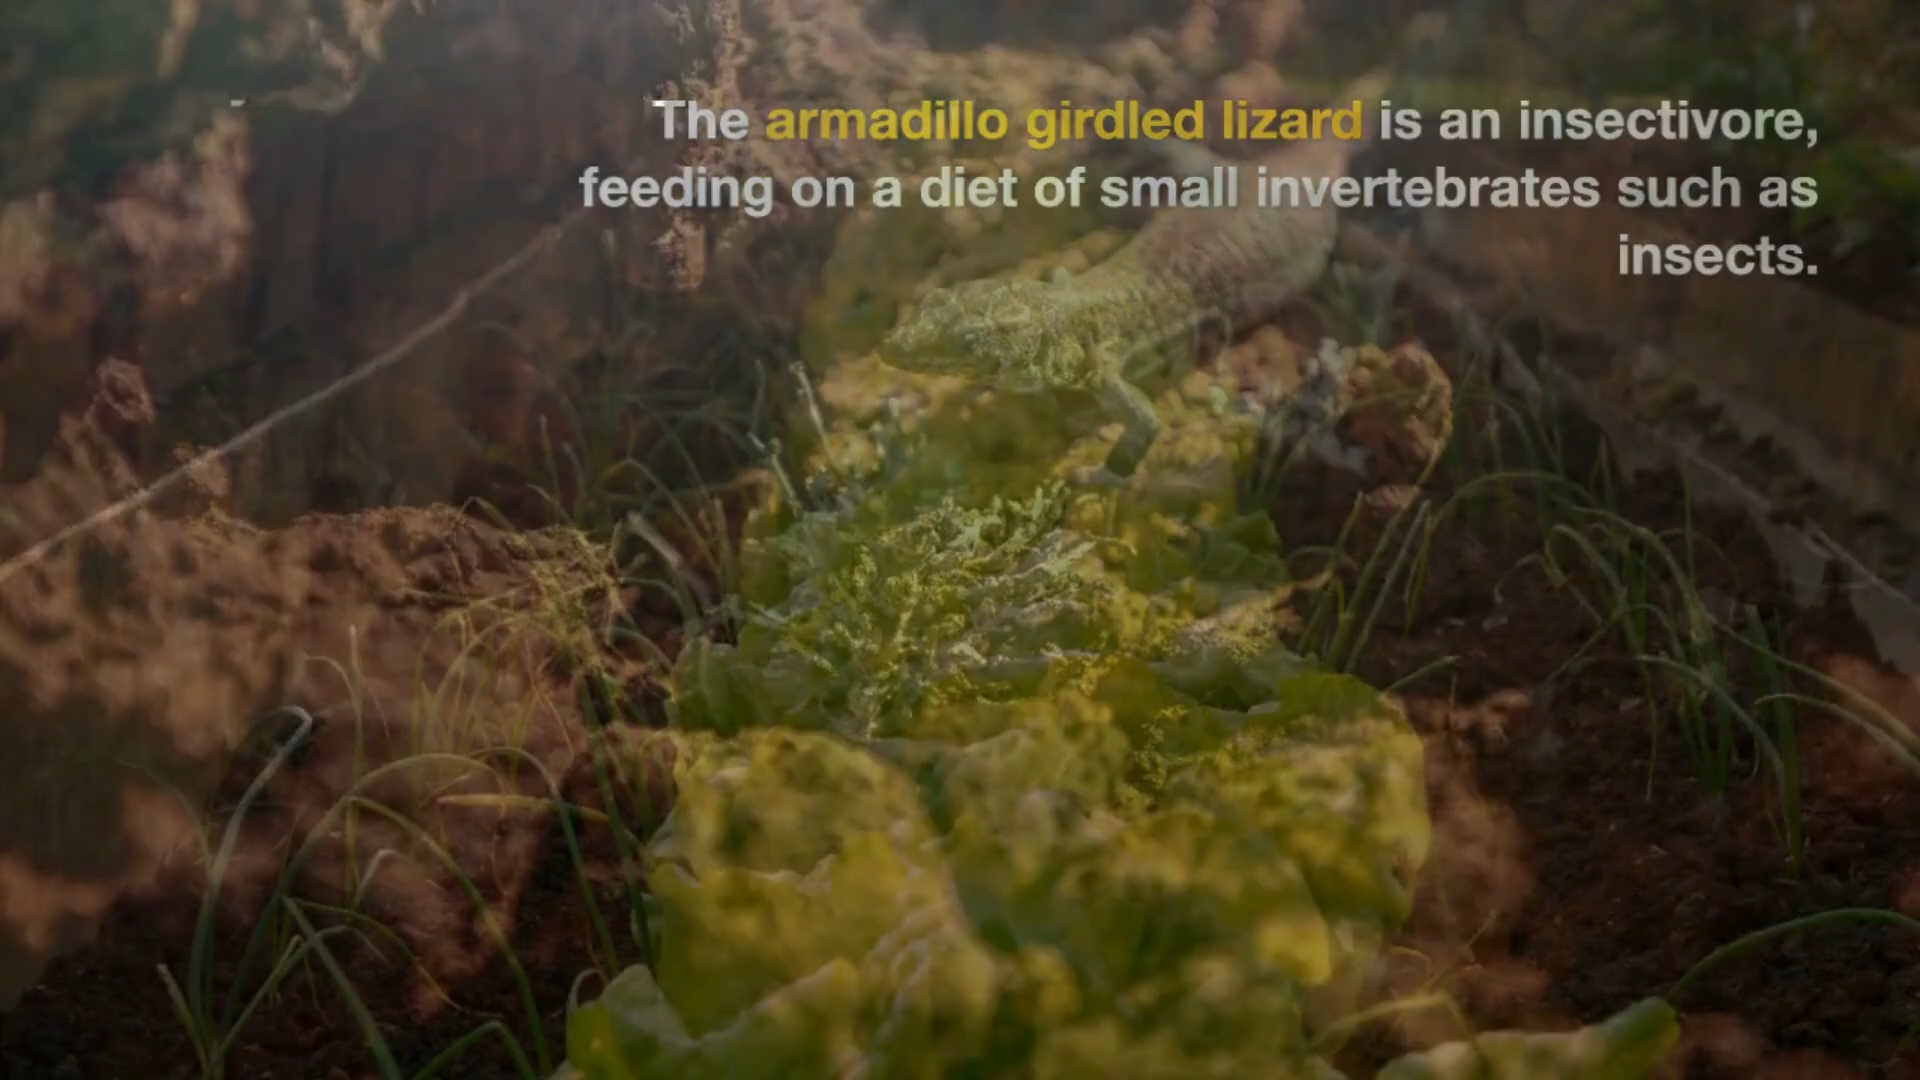 The armadillo girdled lizard is an insectivore,
feeding on a diet of small invertebrates such as
insects.